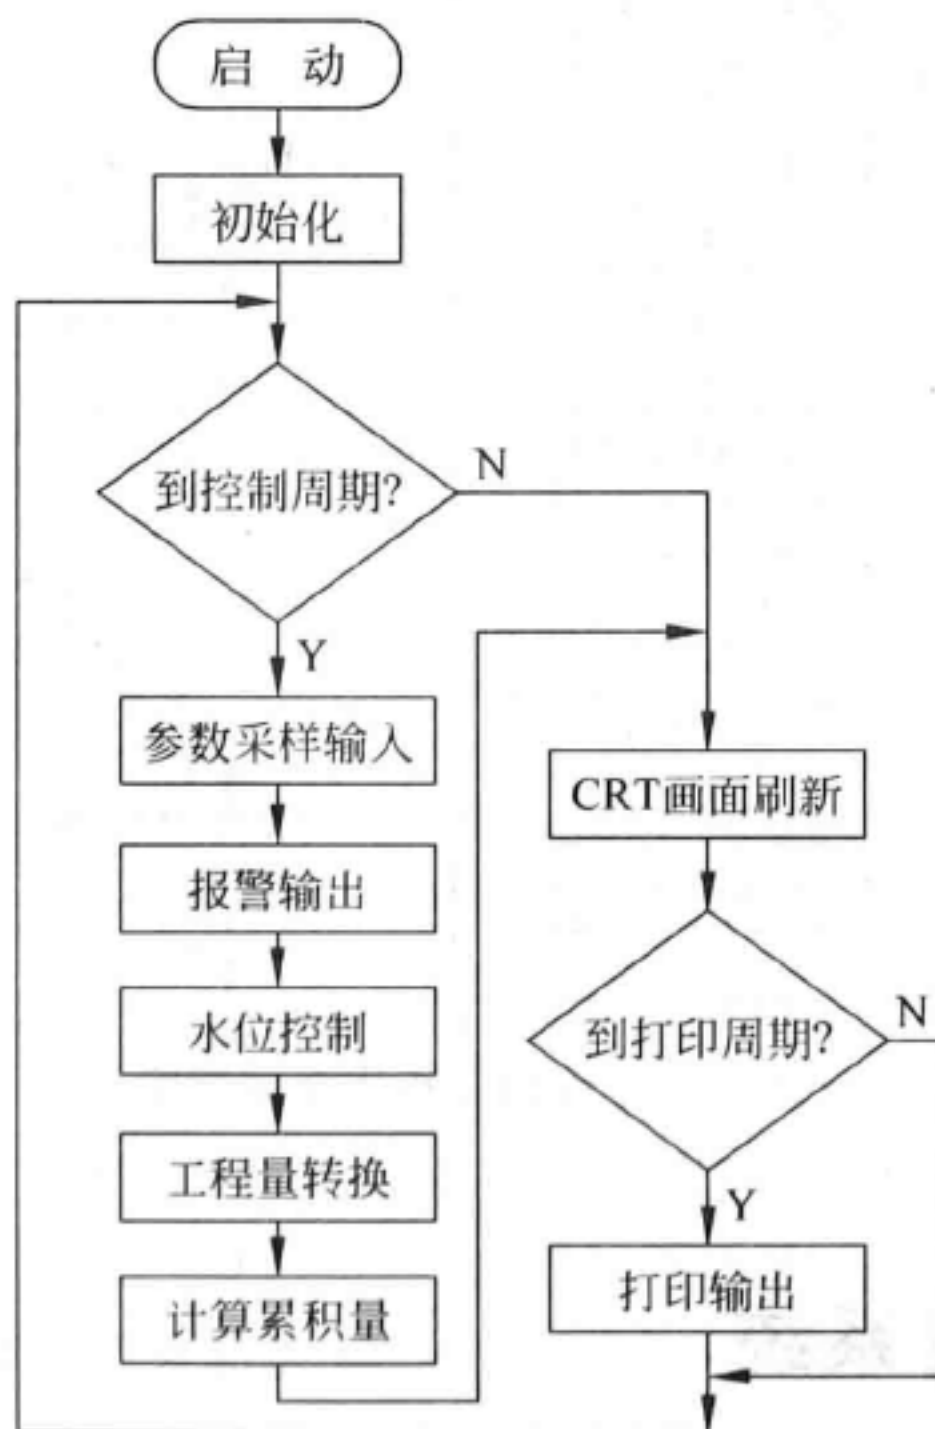 启 动
初始化
到控制周期?
N
Y
参数采样输入
报警输出
水位控制
工程量转换
计算累积量
CRT画面刷新
到打印周期?
N
Y
打印输出